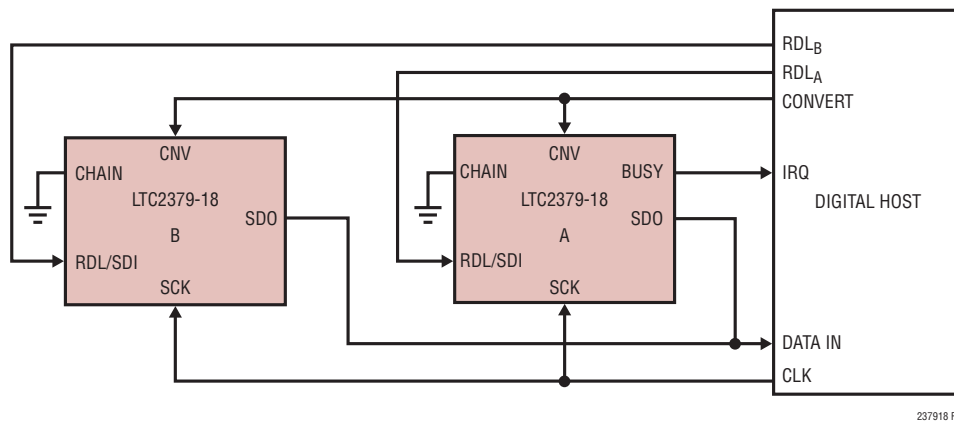 RDLB
RDLA
CONVERT
CNV
CHAIN
LTC2379-18
SDO
B
RDL/SDI
SCK
CNV
CHAIN
BUSY
LTC2379-18
SDO
A
RDL/SDI
SCK
IRQ
DIGITAL HOST
DATA IN
CLK
237918 F